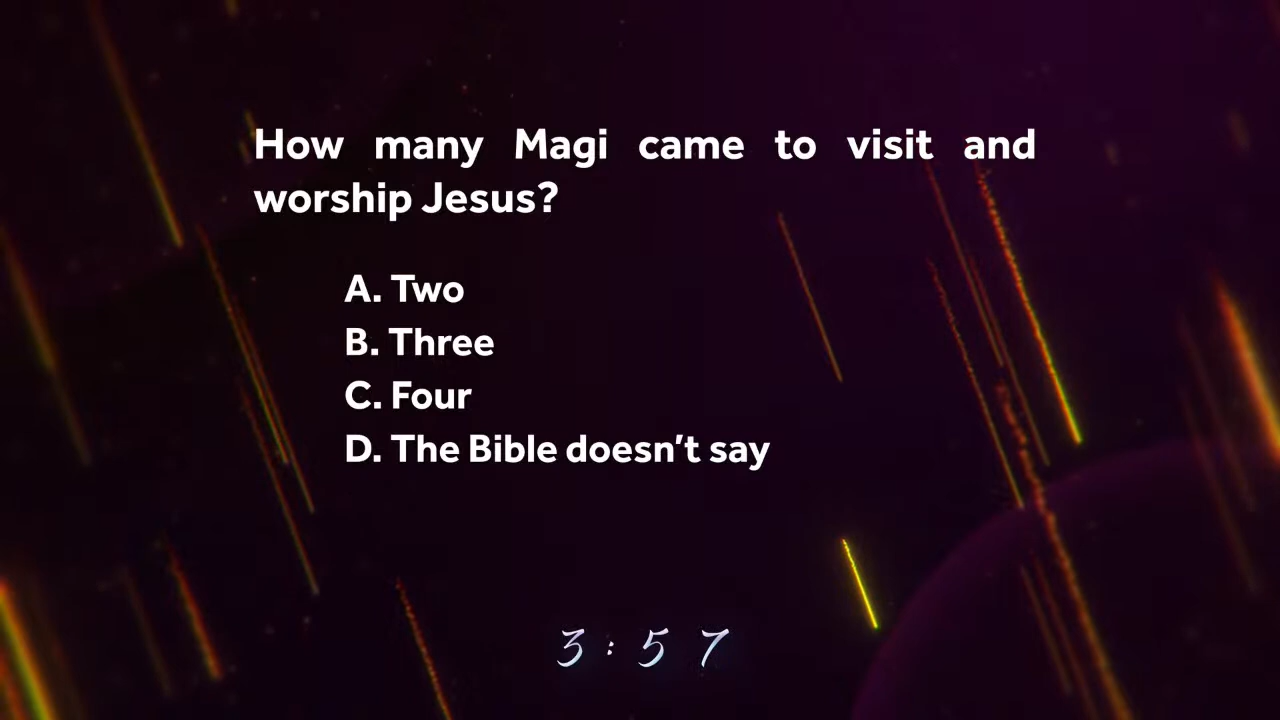 How many Magi came to visit and
worship Jesus?
A. Two
B. Three
C. Four
D. The Bible doesn't say
3:57